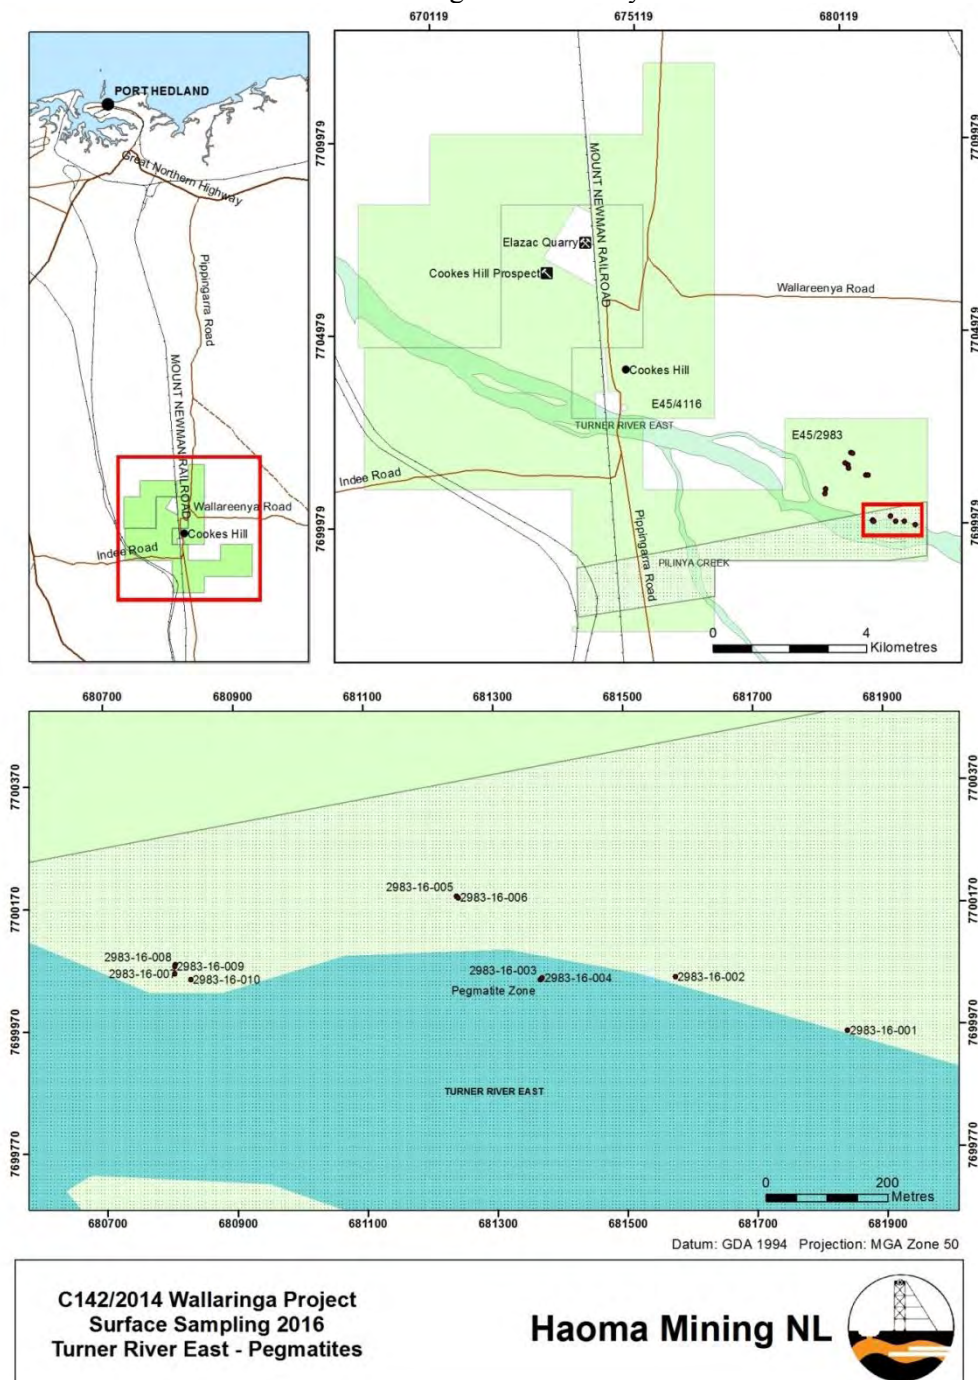 670119
675119
680119
PORT HEDLAND
Great Northern Highway
Pippingarra Road
MOUNT NEWMAN RAILROAD
Wallareenya Road
Cookes Hill
Indee Road
7709979
7704979
7699979
MOUNT NEWMAN RAILROAD
Elazac Quarry
Cookes Hill Prospect
Wallareenya Road
7709979
7704979
Cookes Hill
E45/4116
TURNER RIVER EAST
E45/2983
Indee Road
Pippingarra Road
PILINYA CREEK
0 4
Kilometres
680700
680900
681100
681300
681500
681700
681900
7700370
7700170
7699970
7699770
7700370
7700170
7699970
7699770
2983-16-005
2983-16-006
2983-16-008
2983-16-009
2983-16-007
2983-16-010
2983-16-003
2983-16-004
2983-16-002
Pegmatite Zone
2983-16-001
TURNER RIVER EAST
0 200
Metres
680700
680900
681100
681300
681500
681700
681900
Datum: GDA 1994 Projection: MGA Zone 50
C142/2014 Wallaringa Project
Surface Sampling 2016
Turner River East - Pegmatites
Haoma Mining NL